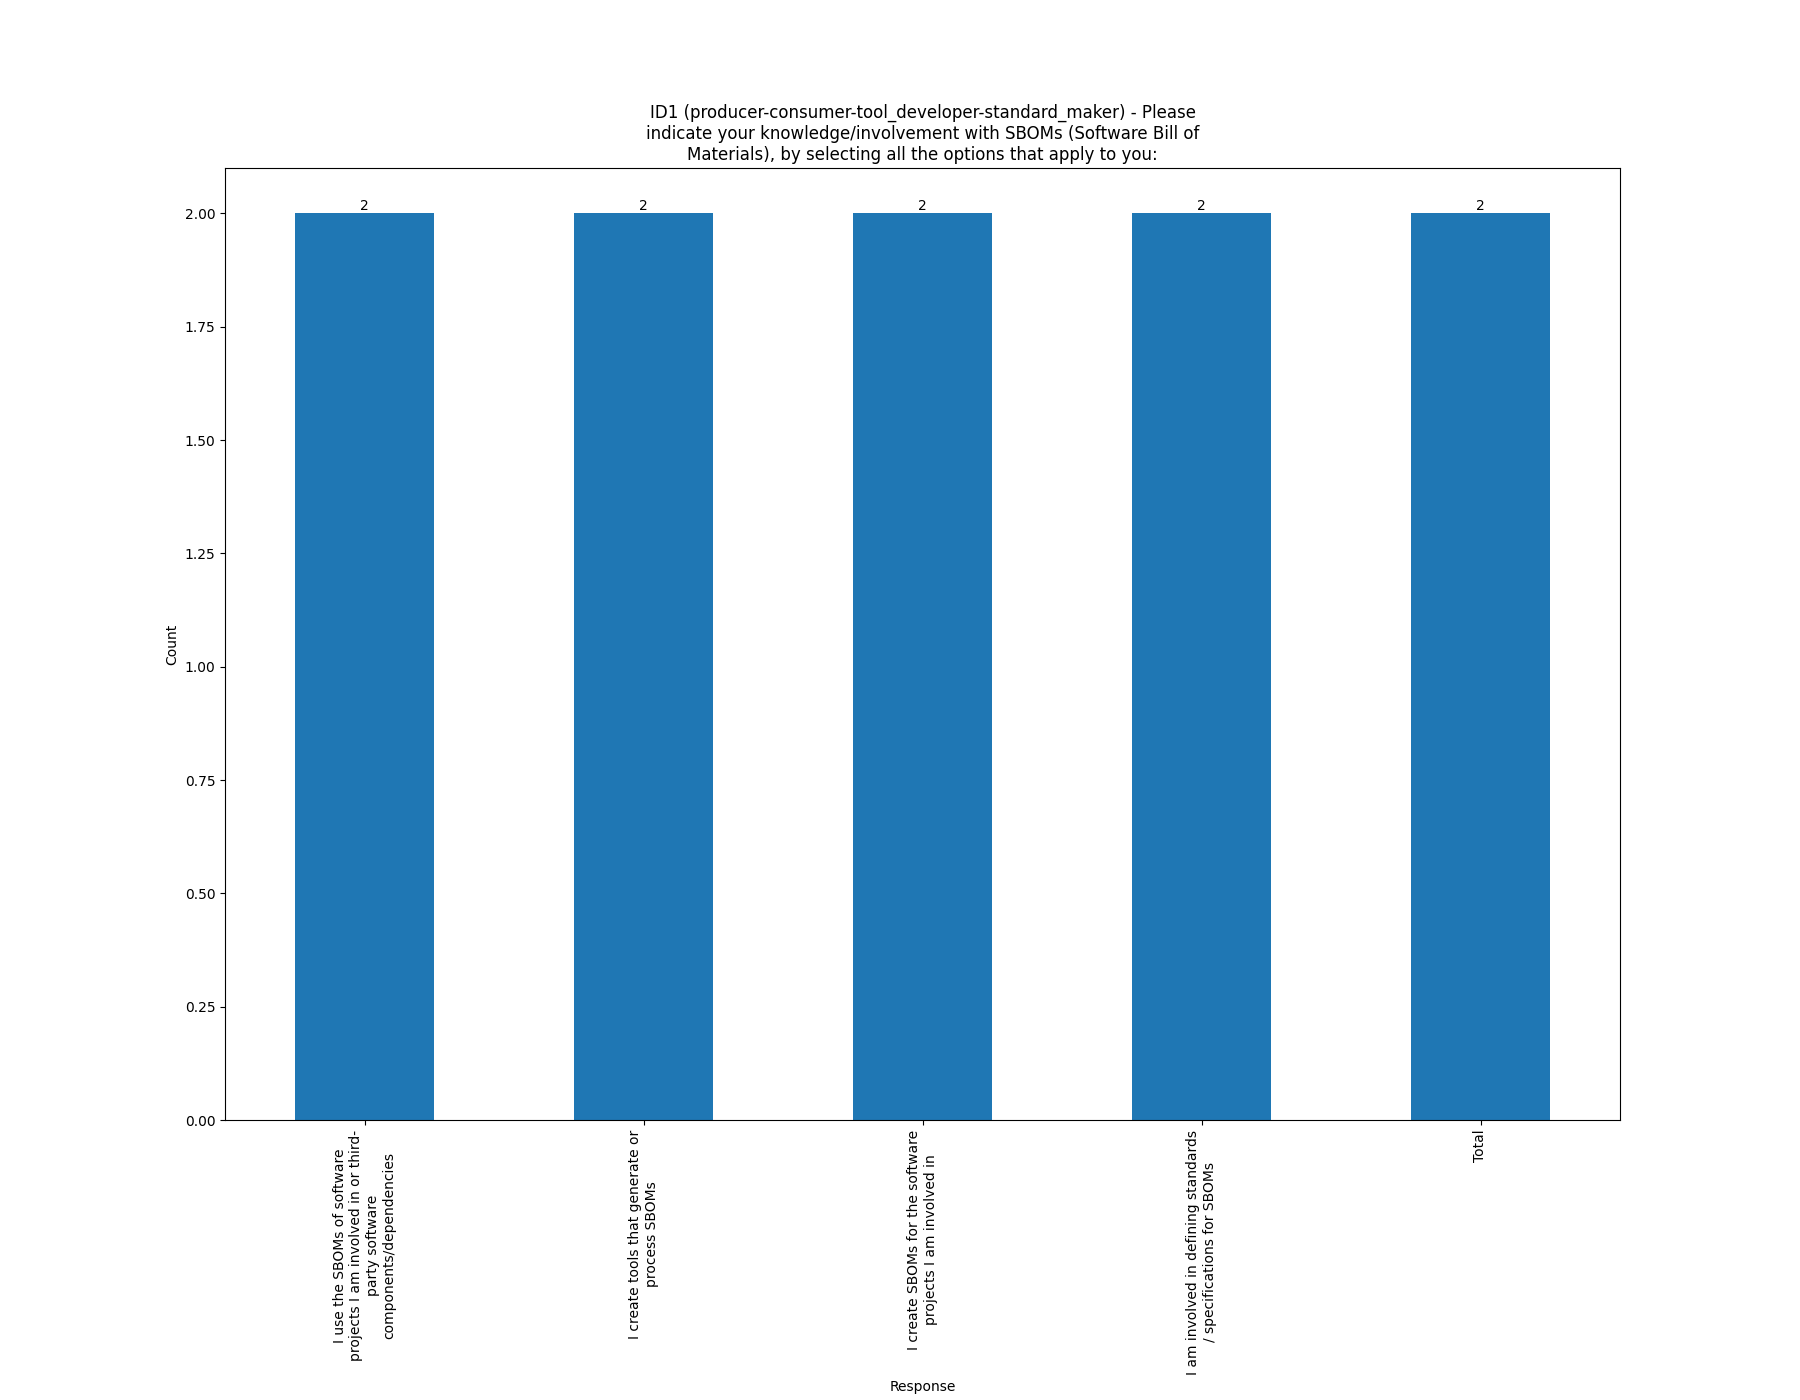 ID1 (producer-consumer-tool_developer-standard_maker) - Please
indicate your knowledge/involvement with SBOMs (Software Bill of
Materials), by selecting all the options that apply to you:
2
2
2
2
2
2.00
1.75
1.50
1.25
1.00
0.75
0.50
0.25
0.00
Count
I use the SBOMs of software
projects I am involved in or third-
party software
components/dependencies
I create tools that generate or
process SBOMs
I create SBOMs for the software
projects I am involved in
I am involved in defining standards
/ specifications for SBOMs
Total
Response